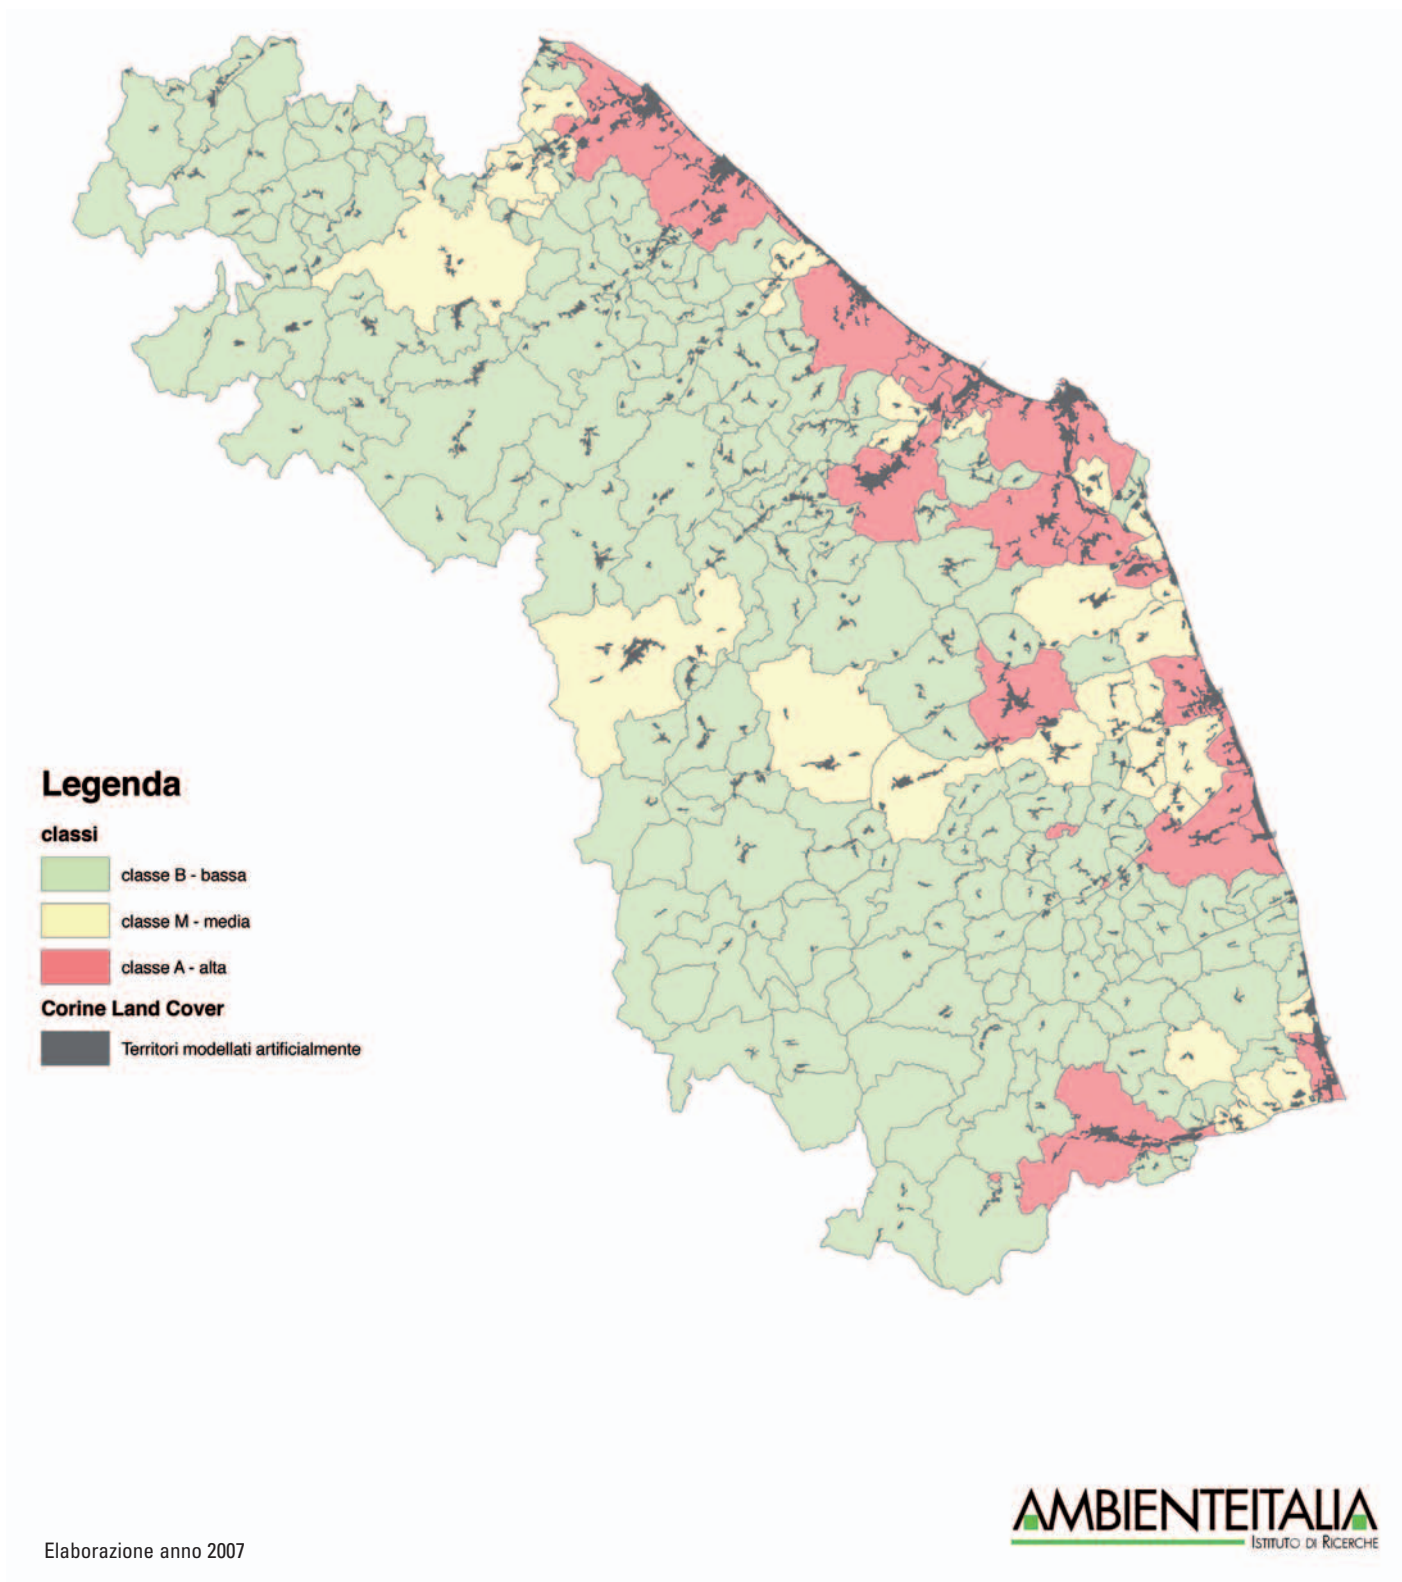 Legenda
classi
classe B - bassa
classe M - media
classe A - alta
Corine Land Cover
Territori modellati artificialmente
AMBIENTEITALIA
ISTITUTO DI RICERCHE
Elaborazione anno 2007